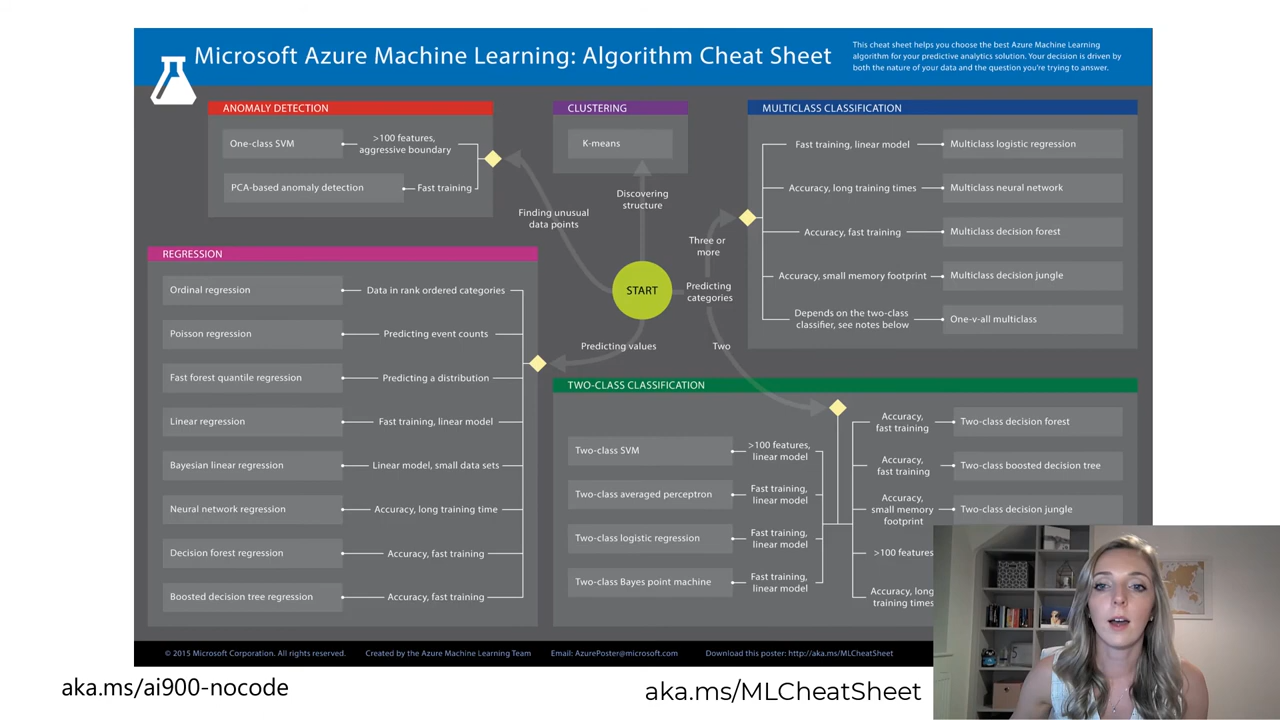 Microsoft Azure Machine Learning: Algorithm Cheat Sheet
This cheat sheet helps you choose the best Azure Machine Learning
algorithm for your predictive analytics solution. Your decision is driven by
both the nature of your data and the question you're trying to answer.
ANOMALY DETECTION
One-class SVM
>100 features,
aggressive boundary
PCA-based anomaly detection
Fast training
CLUSTERING
K-means
Discovering
structure
Finding unusual
data points
START
Three or
more
Predicting
categories
Predicting values
Two
MULTICLASS CLASSIFICATION
Fast training, linear model
Multiclass logistic regression
Accuracy, long training times
Multiclass neural network
Accuracy, fast training
Multiclass decision forest
Accuracy, small memory footprint
Multiclass decision jungle
Depends on the two-class
classifier, see notes below
One-v-all multiclass
REGRESSION
Ordinal regression
Data in rank ordered categories
Poisson regression
Predicting event counts
Fast forest quantile regression
Predicting a distribution
Linear regression
Fast training, linear model
Bayesian linear regression
Linear model, small data sets
Neural network regression
Accuracy, long training time
Decision forest regression
Accuracy, fast training
Boosted decision tree regression
Accuracy, fast training
TWO-CLASS CLASSIFICATION
Two-class SVM
>100 features,
linear model
Two-class averaged perceptron
Fast training,
linear model
Two-class logistic regression
Fast training,
linear model
Two-class Bayes point machine
Fast training,
linear model
Accuracy,
fast training
Two-class decision forest
Accuracy,
fast training
Two-class boosted decision tree
Accuracy,
small memory
footprint
Two-class decision jungle
>100 features
Accuracy, long
training times
© 2015 Microsoft Corporation. All rights reserved.
Created by the Azure Machine Learning Team
Email: AzurePoster@microsoft.com
Download this poster: http://aka.ms/MLCheatSheet
aka.ms/ai900-nocode
aka.ms/MLCheatSheet